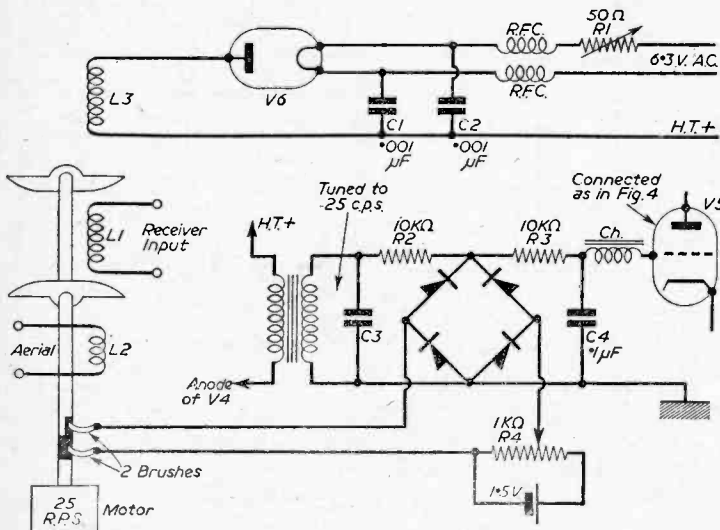 R.F.C.
50Ω
R1
6·3V. A.C.
R.F.C.
V6
L3
C1
·001
μF
C2
·001
μF
H.T.+
L1
Receiver
Input
Aerial
L2
H.T.+
Tuned to
·25 c.p.s.
10KΩ
R2
10KΩ
R3
Connected
as in Fig. 4
V5
Ch.
C3
C4
·1μF
Anode
of V4
1KΩ
R4
1·5V
2 Brushes
25
R.P.S.
Motor